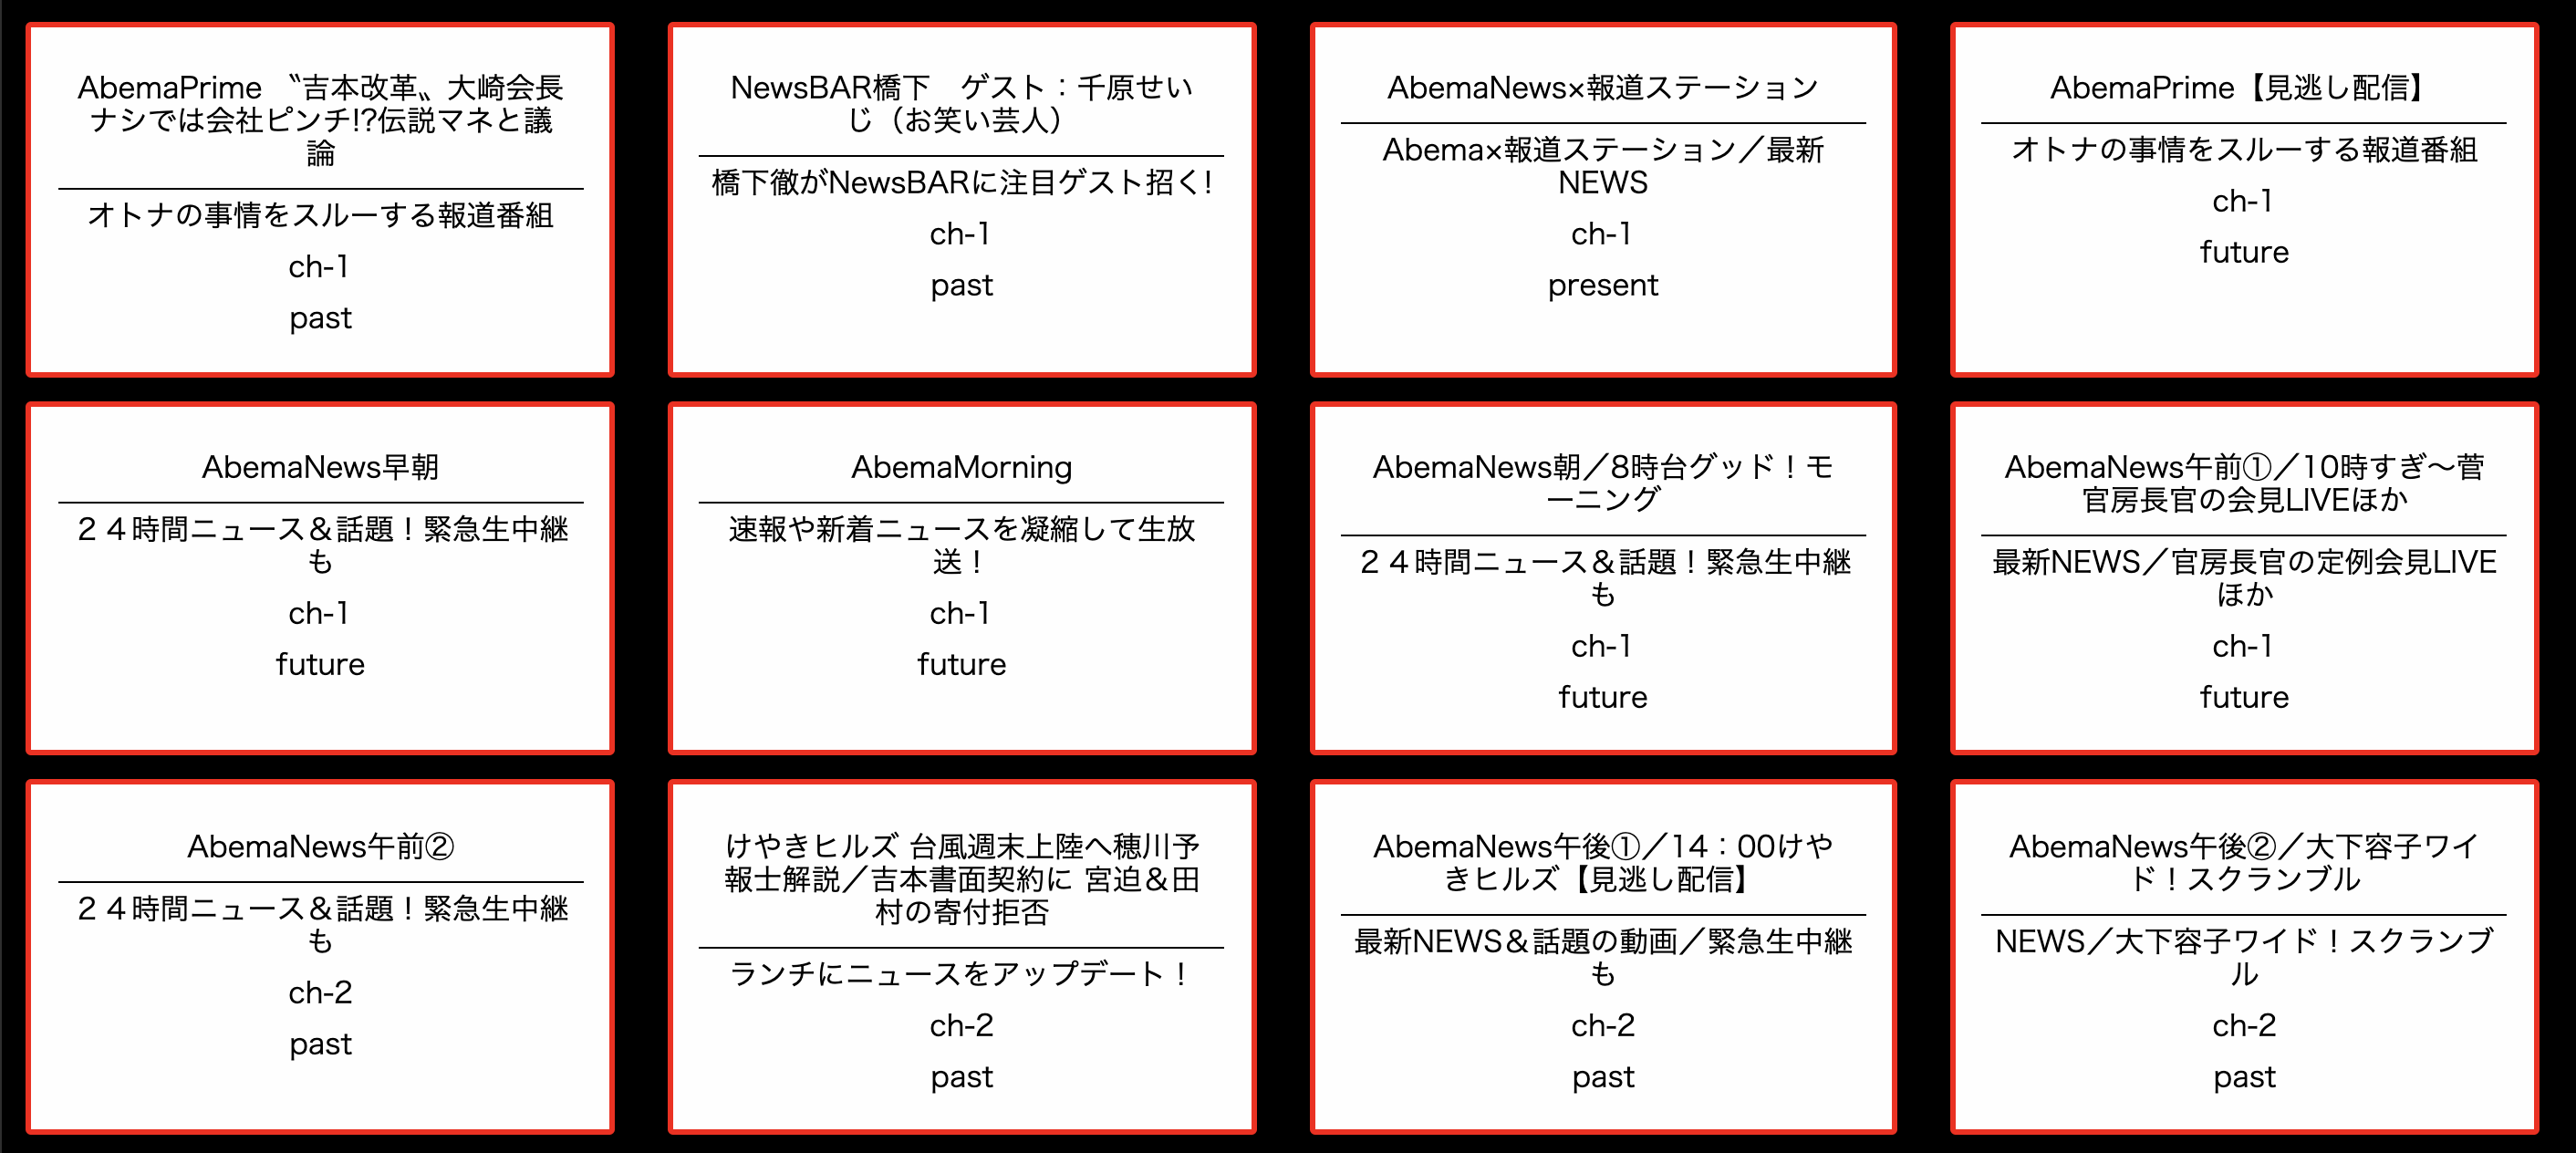 AbemaPrime 〝吉本改革〟大崎会長
ナシでは会社ピンチ!?伝説マネと議
論
オトナの事情をスルーする報道番組
ch-1
past
NewsBAR橋下　ゲスト：千原せい
じ（お笑い芸人）
橋下徹がNewsBARに注目ゲスト招く!
ch-1
past
AbemaNews×報道ステーション
Abema×報道ステーション／最新
NEWS
ch-1
present
AbemaPrime【見逃し配信】
オトナの事情をスルーする報道番組
ch-1
future
AbemaNews早朝
２４時間ニュース＆話題！緊急生中継
も
ch-1
future
AbemaMorning
速報や新着ニュースを凝縮して生放
送！
ch-1
future
AbemaNews朝／8時台グッド！モ
ーニング
２４時間ニュース＆話題！緊急生中継
も
ch-1
future
AbemaNews午前①／10時すぎ〜菅
官房長官の会見LIVEほか
最新NEWS／官房長官の定例会見LIVE
ほか
ch-1
future
AbemaNews午前②
２４時間ニュース＆話題！緊急生中継
も
ch-2
past
けやきヒルズ 台風週末上陸へ穂川予
報士解説／吉本書面契約に 宮迫＆田
村の寄付拒否
ランチにニュースをアップデート！
ch-2
past
AbemaNews午後①／14：00けや
きヒルズ【見逃し配信】
最新NEWS＆話題の動画／緊急生中継
も
ch-2
past
AbemaNews午後②／大下容子ワイ
ド！スクランブル
NEWS／大下容子ワイド！スクランブ
ル
ch-2
past